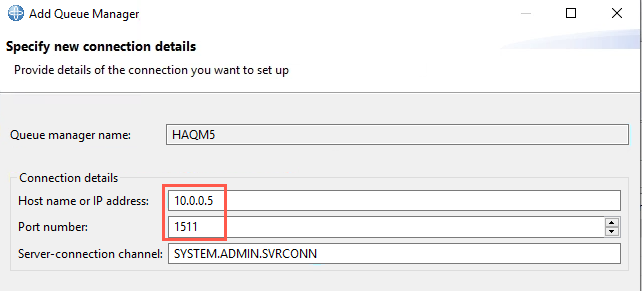 Add Queue Manager
Specify new connection details
Provide details of the connection you want to set up
Queue manager name: HAQM5
Connection details
Host name or IP address: 10.0.0.5
Port number: 1511
Server-connection channel: SYSTEM.ADMIN.SVRCONN